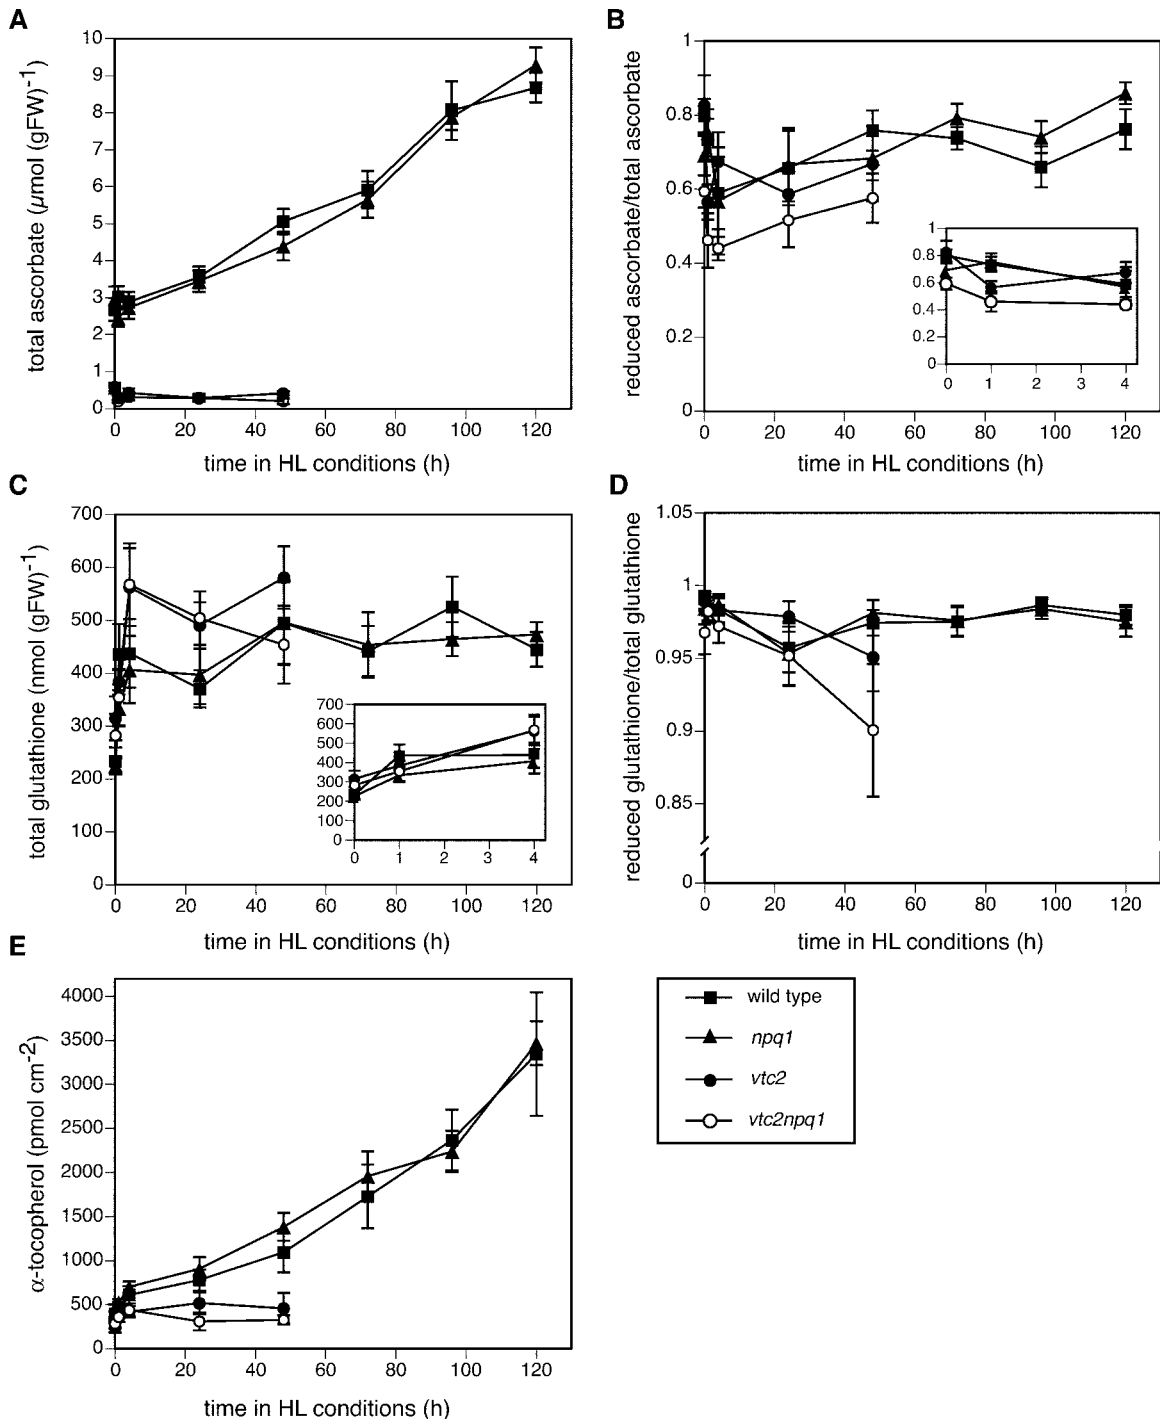 A
total ascorbate (µmol (gFW)-1)
10
9
8
7
6
5
4
3
2
1
0
0 20 40 60 80 100 120
time in HL conditions (h)
B
reduced ascorbate/total ascorbate
1
0.8
0.6
0.4
0.2
0
0 20 40 60 80 100 120
time in HL conditions (h)
1
0.8
0.6
0.4
0.2
0
0 1 2 3 4
C
total glutathione (nmol (gFW)-1)
700
600
500
400
300
200
100
0
0 20 40 60 80 100 120
time in HL conditions (h)
700
600
500
400
300
200
100
0
0 1 2 3 4
D
reduced glutathione/total glutathione
1.05
1
0.95
0.9
0.85
0
0 20 40 60 80 100 120
time in HL conditions (h)
E
α-tocopherol (pmol cm-2)
4000
3500
3000
2500
2000
1500
1000
500
0
0 20 40 60 80 100 120
time in HL conditions (h)
wild type
npq1
vtc2
vtc2npq1